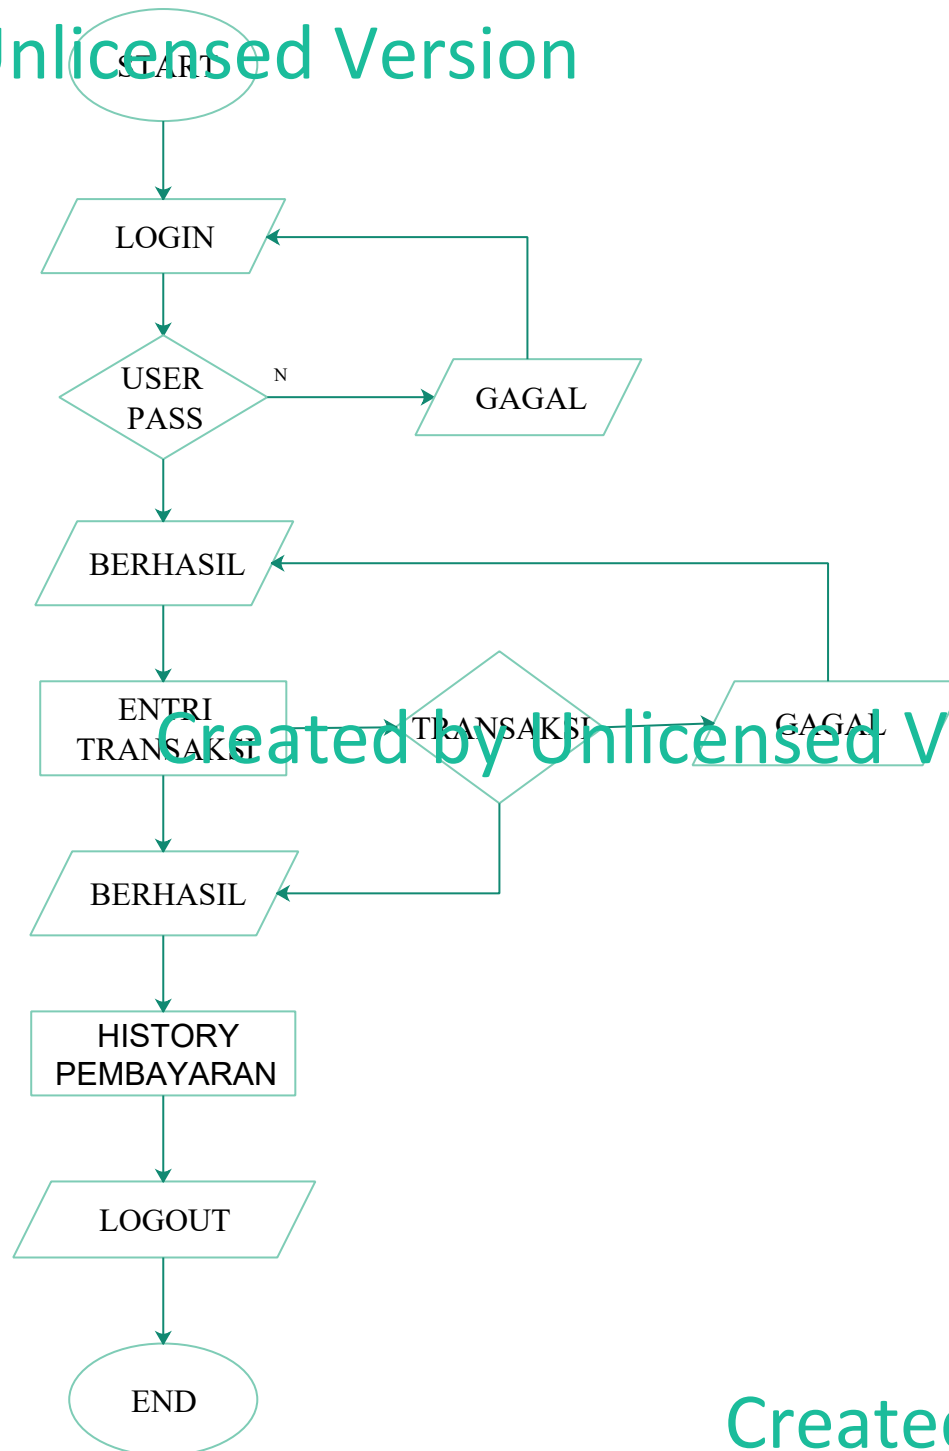 Unlicensed Version
START
LOGIN
USER
PASS
N
GAGAL
BERHASIL
ENTRI
TRANSAKSI
TRANSAKSI
GAGAL
Created by Unlicensed V
BERHASIL
HISTORY
PEMBAYARAN
LOGOUT
END
Created